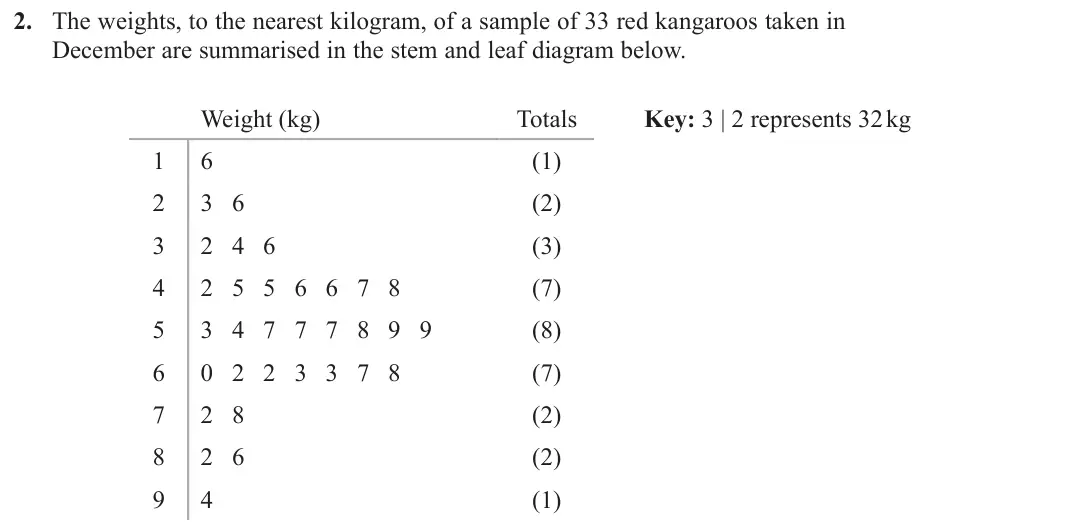 2. The weights, to the nearest kilogram, of a sample of 33 red kangaroos taken in
December are summarised in the stem and leaf diagram below.
Weight (kg) Totals Key: 3 | 2 represents 32 kg
1 | 6 (1)
2 | 3 6 (2)
3 | 2 4 6 (3)
4 | 2 5 5 6 6 7 8 (7)
5 | 3 4 7 7 7 8 9 9 (8)
6 | 0 2 2 3 3 7 8 (7)
7 | 2 8 (2)
8 | 2 6 (2)
9 | 4 (1)